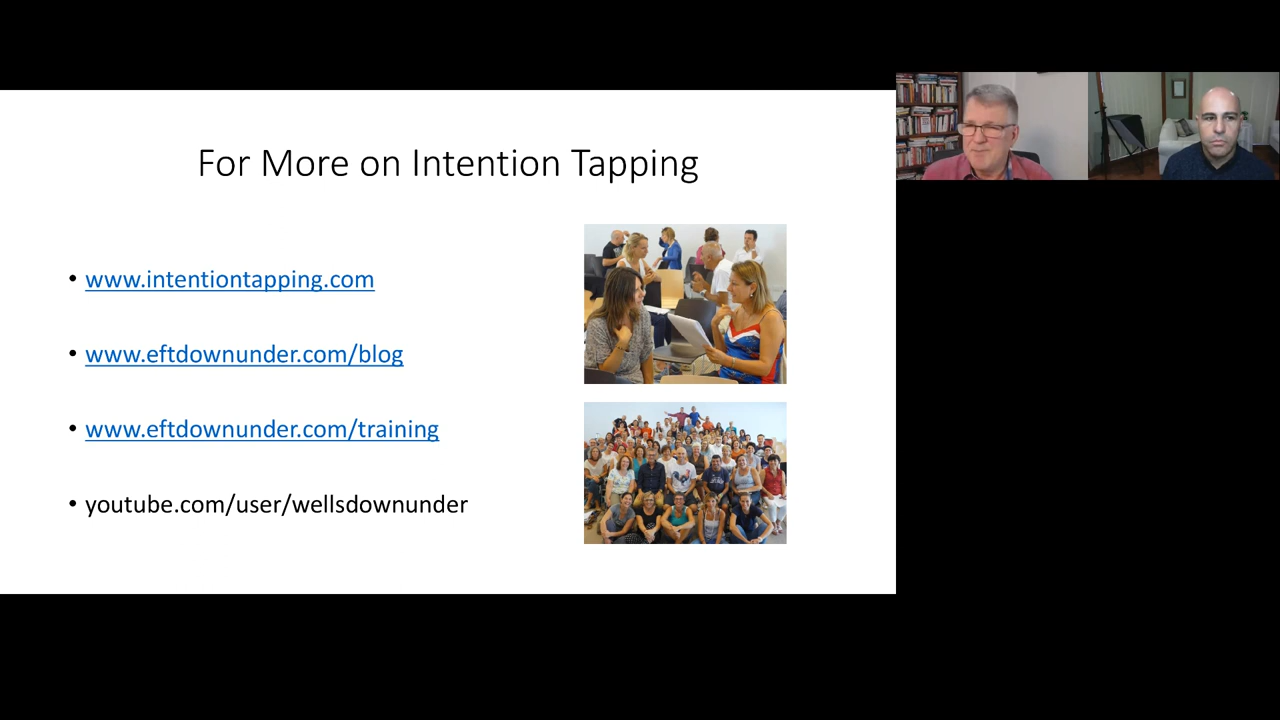 For More on Intention Tapping
• www.intentiontapping.com
• www.eftdownunder.com/blog
• www.eftdownunder.com/training
• youtube.com/user/wellsdownunder